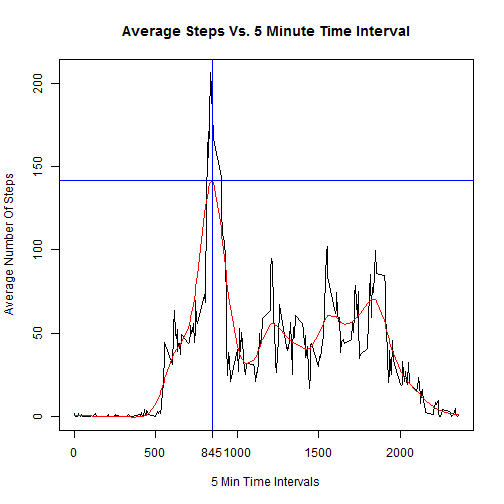 Average Steps Vs. 5 Minute Time Interval
Average Number Of Steps
200
150
100
50
0
0 500 845 1000 1500 2000
5 Min Time Intervals